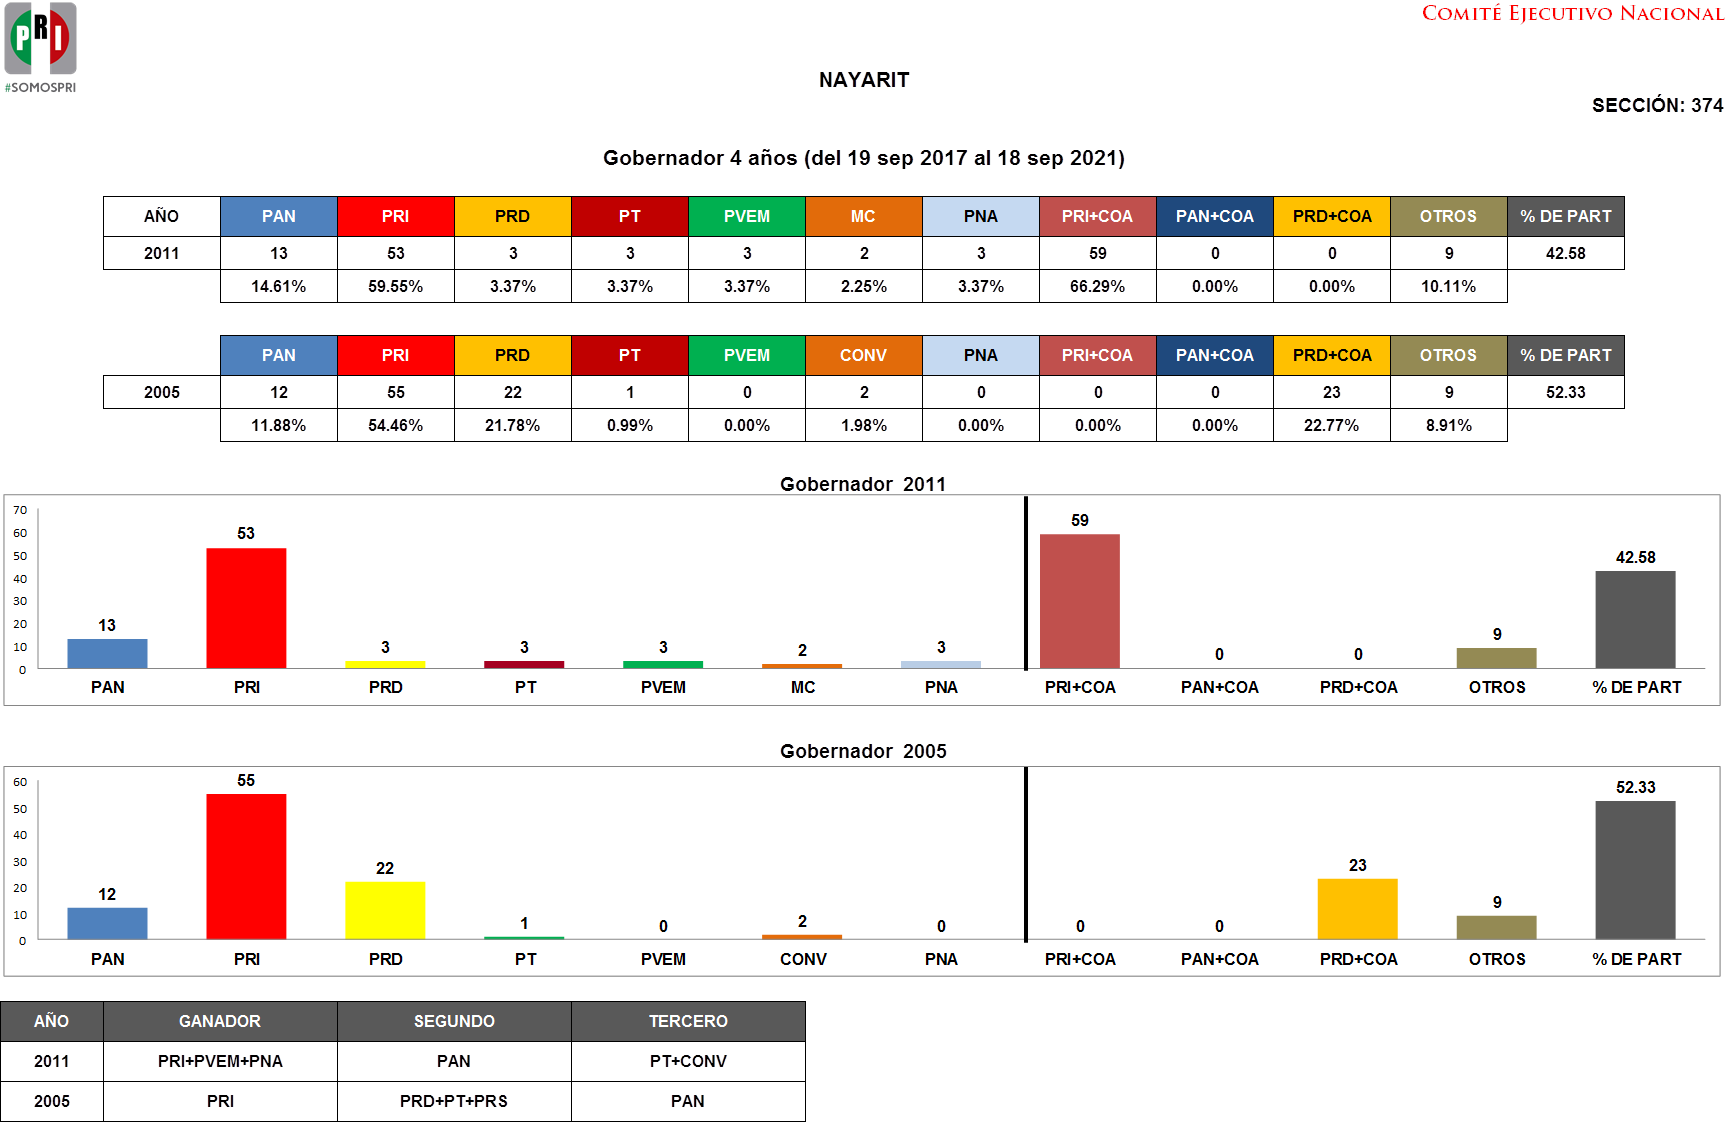 PRI
#SOMOSPRI
COMITÉ EJECUTIVO NACIONAL
NAYARIT
SECCIÓN: 374
Gobernador 4 años (del 19 sep 2017 al 18 sep 2021)
AÑO PAN PRI PRD PT PVEM MC PNA PRI+COA PAN+COA PRD+COA OTROS % DE PART
2011 13 53 3 3 3 2 3 59 0 0 9 42.58
14.61% 59.55% 3.37% 3.37% 3.37% 2.25% 3.37% 66.29% 0.00% 0.00% 10.11%
PAN PRI PRD PT PVEM CONV PNA PRI+COA PAN+COA PRD+COA OTROS % DE PART
2005 12 55 22 1 0 2 0 0 0 23 9 52.33
11.88% 54.46% 21.78% 0.99% 0.00% 1.98% 0.00% 0.00% 0.00% 22.77% 8.91%
Gobernador 2011
70
60
50
40
30
20
10
0
13 53 3 3 3 2 3 59 0 0 9 42.58
PAN PRI PRD PT PVEM MC PNA PRI+COA PAN+COA PRD+COA OTROS % DE PART
Gobernador 2005
60
50
40
30
20
10
0
12 55 22 1 0 2 0 0 0 23 9 52.33
PAN PRI PRD PT PVEM CONV PNA PRI+COA PAN+COA PRD+COA OTROS % DE PART
AÑO GANADOR SEGUNDO TERCERO
2011 PRI+PVEM+PNA PAN PT+CONV
2005 PRI PRD+PT+PRS PAN